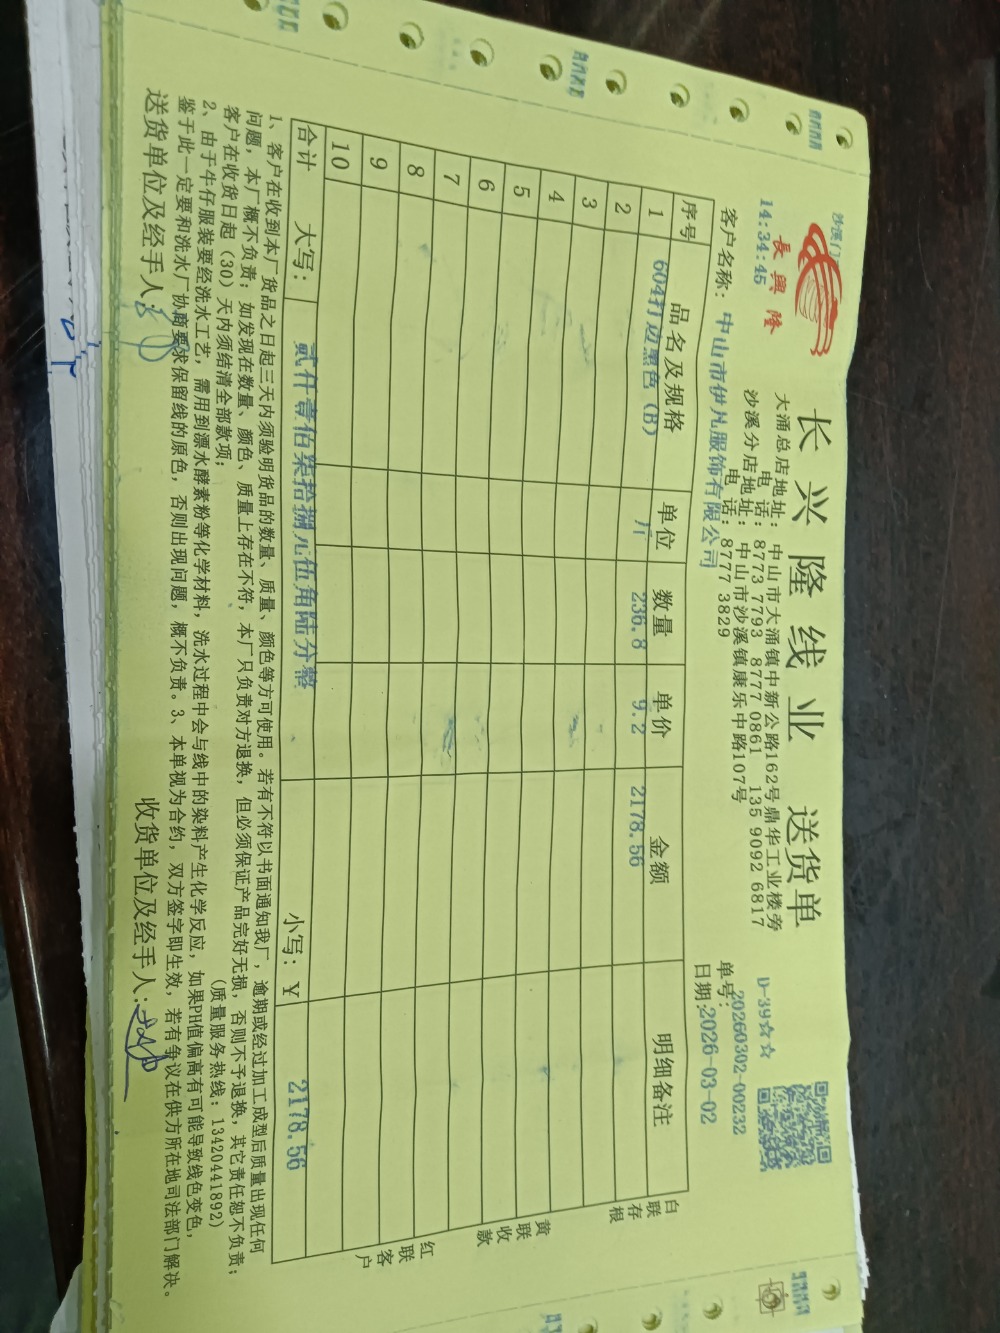 沙溪门
長興隆
14:34:45
长兴隆线业 送货单
大涌总店地址：中山市大涌镇中新公路162号鼎华工业楼旁
电 话：8773 7793 8777 0861 135 9092 6817
沙溪分店地址：中山市沙溪镇康乐中路107号
电 话：8777 3829
D-39☆☆
单号：20260302-00232
客户名称：中山市伊凡服饰有限公司
日期：2026-03-02
序号 品名及规格 单位 数量 单价 金额 明细备注
1 604打边黑色（B） 斤 236.8 9.2 2178.56
2
3
4
5
6
7
8
9
10
合计 大写： 贰仟壹佰柒拾捌元伍角陆分整 小写：￥ 2178.56
白联存根
黄联收款
红联客户
1、客户在收到本厂货品之日起三天内须验明货品的数量、质量、颜色等方可使用。若有不符以书面通知我厂，逾期或经过加工成型后质量出现任何
问题，本厂概不负责；如发现在数量、颜色、质量上存在不符，本厂只负责对方退换，但必须保证产品完好无损，否则不予退换，其它责任恕不负责；
客户在收货日起（30）天内须结清全部款项； （质量服务热线：13420441892）
2、由于牛仔服装要经洗水工艺，需用到漂水酵素粉等化学材料，洗水过程中会与线中的染料产生化学反应，如果PH值偏高有可能导致线色变色，
鉴于此一定要和洗水厂协商要求保留线的原色，否则出现问题，概不负责。3、本单视为合约，双方签字即生效，若有争议在供方所在地司法部门解决。
送货单位及经手人： 收货单位及经手人：